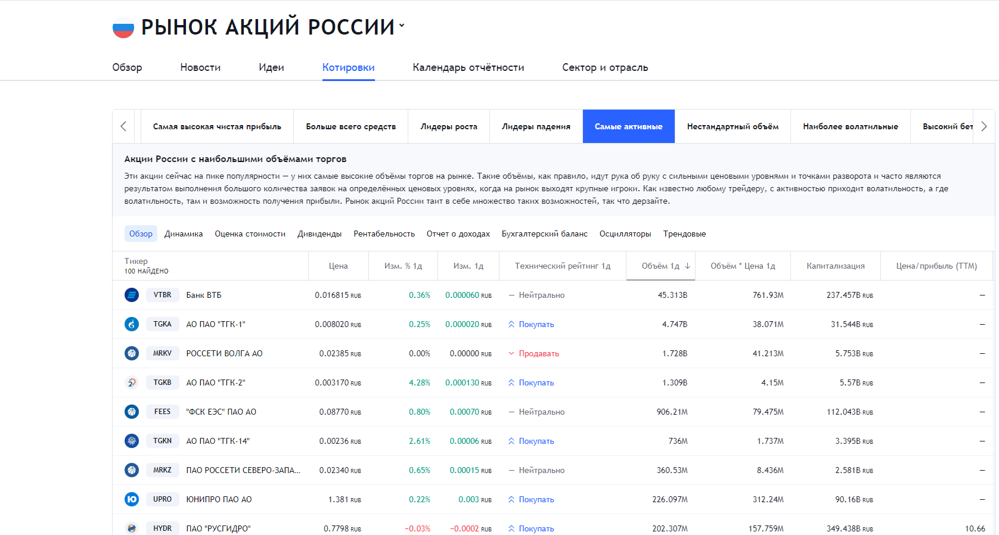 РЫНОК АКЦИЙ РОССИИ
Обзор Новости Идеи Котировки Календарь отчётности Сектор и отрасль
Самая высокая чистая прибыль Больше всего средств Лидеры роста Лидеры падения Самые активные Нестандартный объём Наиболее волатильные Высокий бет
Акции России с наибольшими объёмами торгов
Эти акции сейчас на пике популярности — у них самые высокие объёмы торгов на рынке. Такие объёмы, как правило, идут рука об руку с сильными ценовыми уровнями и точками разворота и часто являются
результатом выполнения большого количества заявок на определённых ценовых уровнях, когда на рынок выходят крупные игроки. Как известно любому трейдеру, с активностью приходит волатильность, а где
волатильность, там и возможность получения прибыли. Рынок акций России таит в себе множество таких возможностей, так что дерзайте.
Обзор Динамика Оценка стоимости Дивиденды Рентабельность Отчет о доходах Бухгалтерский баланс Осцилляторы Трендовые
Тикер Цена Изм. % 1д Изм. 1д Технический рейтинг 1д Объём 1д ↓ Объём * Цена 1д Капитализация Цена/прибыль (TTM)
100 НАЙДЕНО
VTBR Банк ВТБ 0.016815 RUB 0.36% 0.000060 RUB — Нейтрально 45.313B 761.93M 237.457B RUB —
TGKA АО ПАО "ТГК-1" 0.008020 RUB 0.25% 0.000020 RUB Покупать 4.747B 38.071M 31.544B RUB —
MRKV РОССЕТИ ВОЛГА АО 0.02385 RUB 0.00% 0.00000 RUB Продавать 1.728B 41.213M 5.753B RUB —
2 TGKB АО ПАО "ТГК-2" 0.003170 RUB 4.28% 0.000130 RUB Покупать 1.309B 4.15M 5.57B RUB —
FEES "ФСК ЕЭС" ПАО АО 0.08770 RUB 0.80% 0.00070 RUB — Нейтрально 906.21M 79.475M 112.043B RUB —
TGKN АО ПАО "ТГК-14" 0.00236 RUB 2.61% 0.00006 RUB Покупать 736M 1.737M 3.395B RUB —
MRKZ ПАО РОССЕТИ СЕВЕРО-ЗАПА... 0.02340 RUB 0.65% 0.00015 RUB — Нейтрально 360.53M 8.436M 2.581B RUB —
Ю UPRO ЮНИПРО ПАО АО 1.381 RUB 0.22% 0.003 RUB Покупать 226.097M 312.24M 90.16B RUB —
HYDR ПАО "РУСГИДРО" 0.7798 RUB −0.03% −0.0002 RUB Покупать 202.307M 157.759M 349.438B RUB 10.66